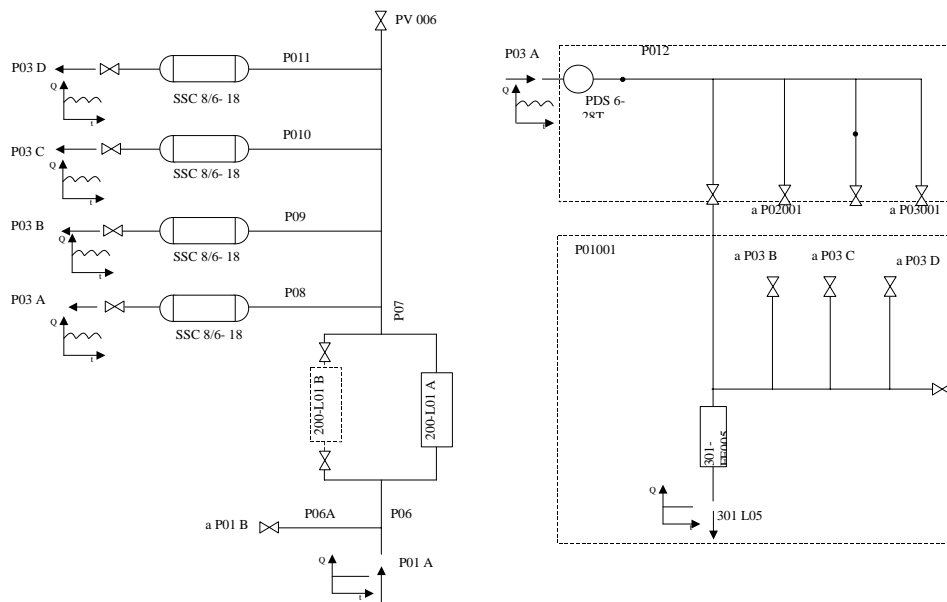 PV 006
P011
P03 D
SSC 8/6- 18
Q
t
P010
P03 C
SSC 8/6- 18
Q
t
P09
P03 B
SSC 8/6- 18
Q
t
P08
P03 A
SSC 8/6- 18
Q
t
P07
200-L01 B
200-L01 A
a P01 B
P06A
P06
P01 A
Q
t
P03 A
P012
PDS 6-
28T
Q
a P02001
a P03001
P01001
a P03 B
a P03 C
a P03 D
301-
Q
t
301 L05